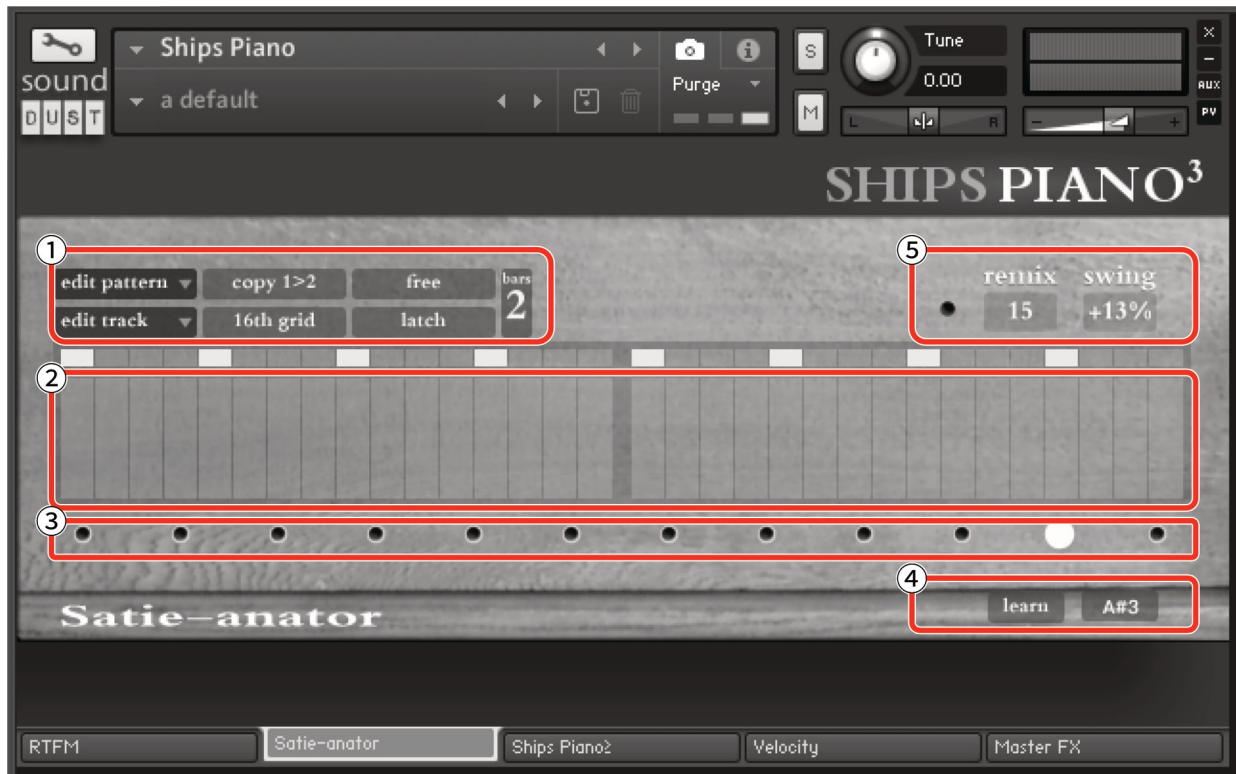 sound
DUST
Ships Piano
a default
Purge
S
M
Tune
0.00
L R
- +
×
-
AUX
PV
SHIPS PIANO³
1
edit pattern copy 1>2 free
edit track 16th grid latch
bars
2
5
remix swing
15 +13%
2
3
4
Satie-anator
learn A#3
RTFM Satie-anator Ships Piano² Velocity Master FX